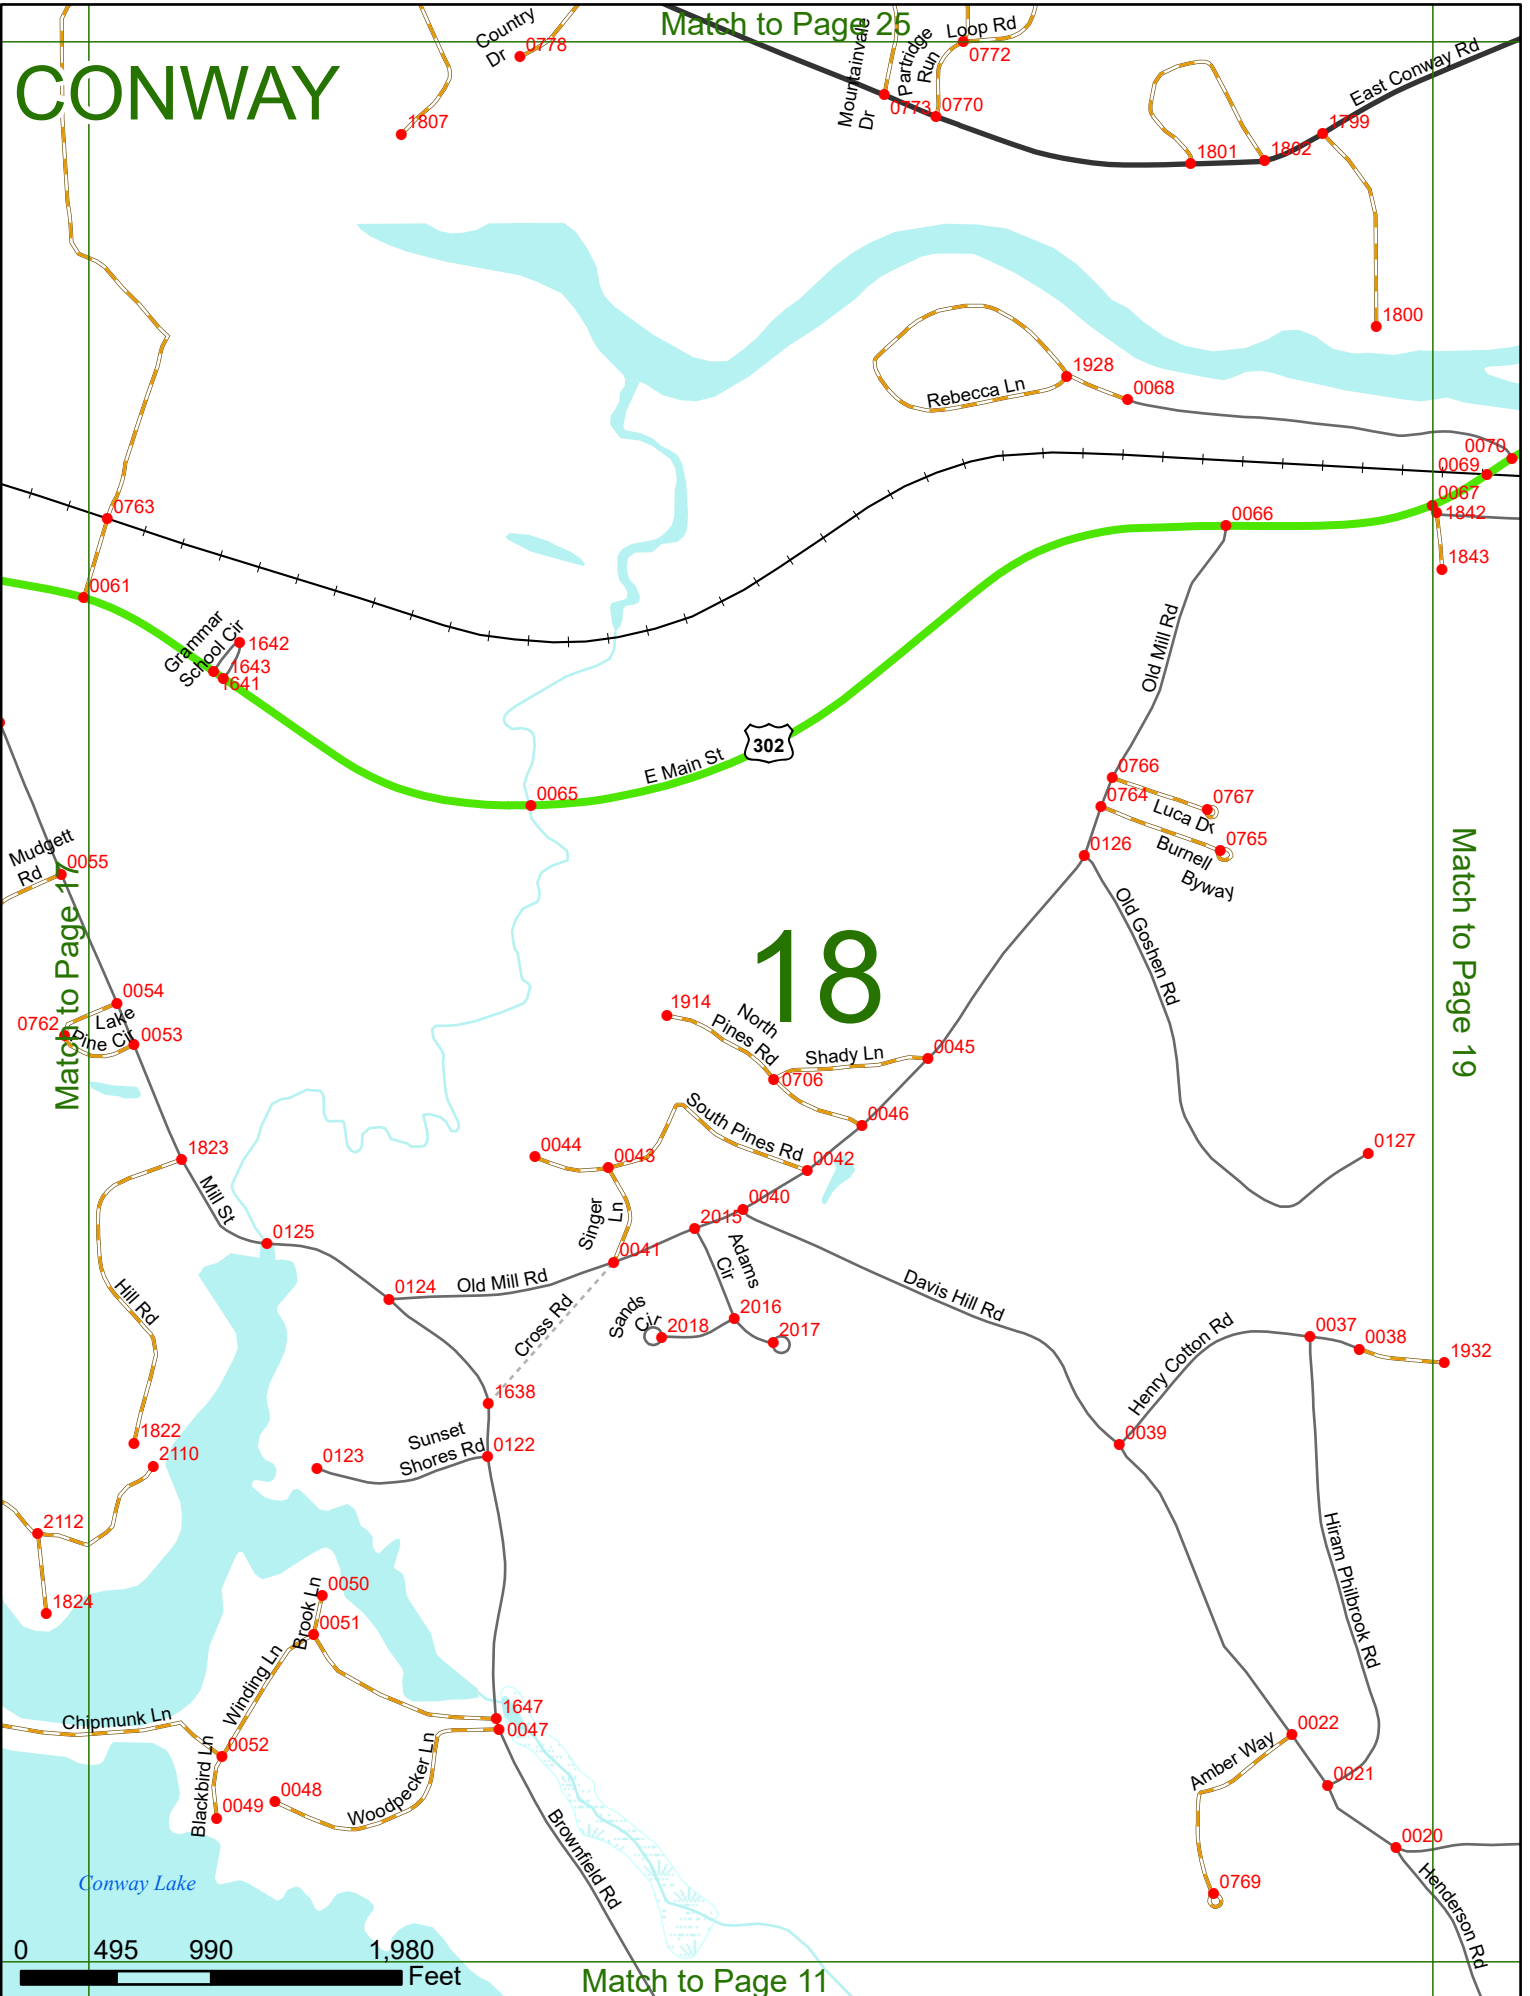 Match to Page 25
CONWAY
Country
Dr
0778
1807
Mountainvale
Dr
Partridge
Run
Loop Rd
0772
0773
0770
East Conway Rd
1799
1801
1802
1800
1928
0068
Rebecca Ln
0070
0069
0067
1842
1843
0066
0763
0061
Grammar
School Cir
1642
1643
1641
302
E Main St
0065
Old Mill Rd
0766
0767
0764
Luca Dr
0765
0126
Burnell
Byway
Mudgett
Rd
0055
Match to Page 17
Match to Page 19
Old Goshen Rd
18
0054
0762
Lake
Pine Cir
0053
1914
North
Pines Rd
Shady Ln
0045
0706
0046
South Pines Rd
0042
0044
0043
0127
1823
Mill St
Singer
Ln
0040
2015
0125
0041
Adams
Cir
0124
Old Mill Rd
Davis Hill Rd
Hill Rd
Cross Rd
Sands
Cir
2018
2016
2017
Henry Cotton Rd
0037
0038
1932
1638
0039
1822
2110
0123
Sunset
Shores Rd
0122
2112
1824
Hiram Philbrook Rd
0050
Brook Ln
0051
Winding Ln
Chipmunk Ln
1647
0047
0052
Blackbird Ln
0049
0048
Woodpecker Ln
0022
Amber Way
0021
0020
Brownfield Rd
0769
Henderson Rd
Conway Lake
0 495 990 1,980
Feet
Match to Page 11